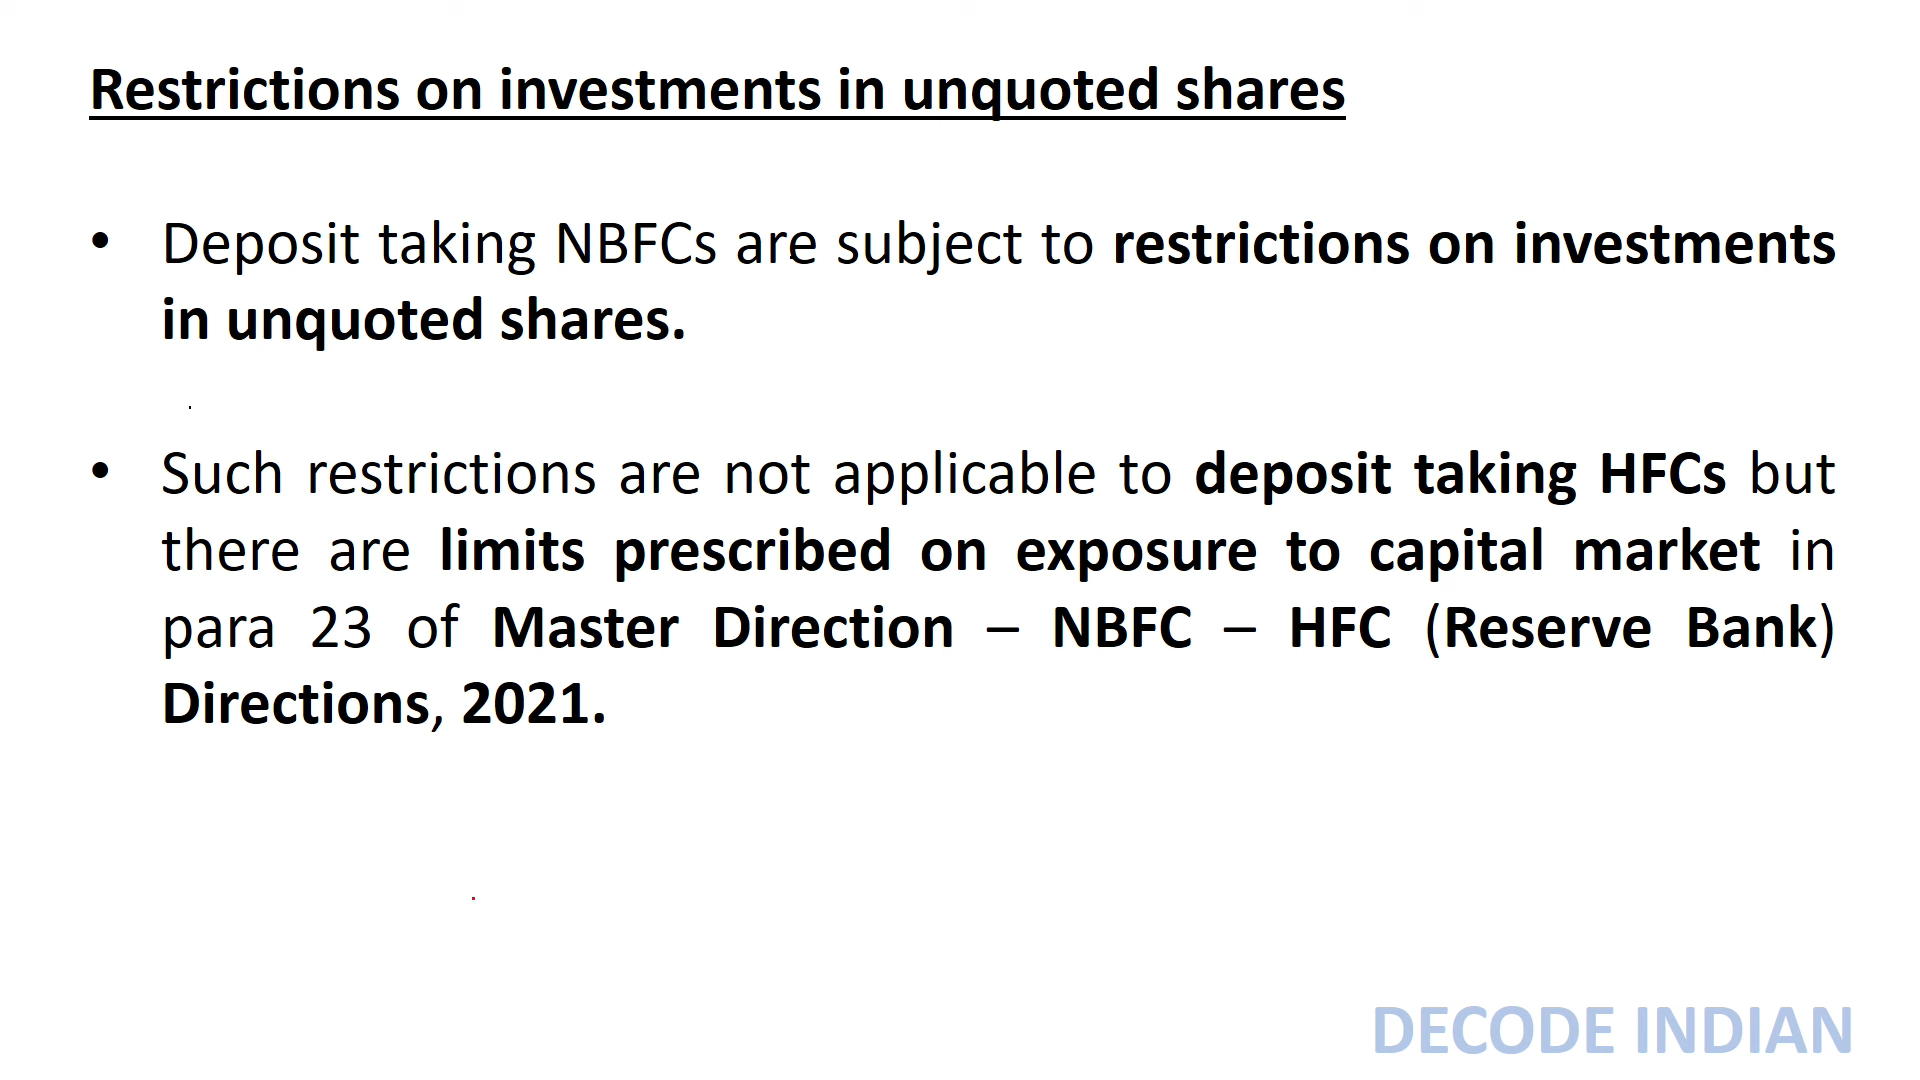 Restrictions on investments in unquoted shares
• Deposit taking NBFCs are subject to restrictions on investments
in unquoted shares.
• Such restrictions are not applicable to deposit taking HFCs but
there are limits prescribed on exposure to capital market in
para 23 of Master Direction – NBFC – HFC (Reserve Bank)
Directions, 2021.
DECODE INDIAN